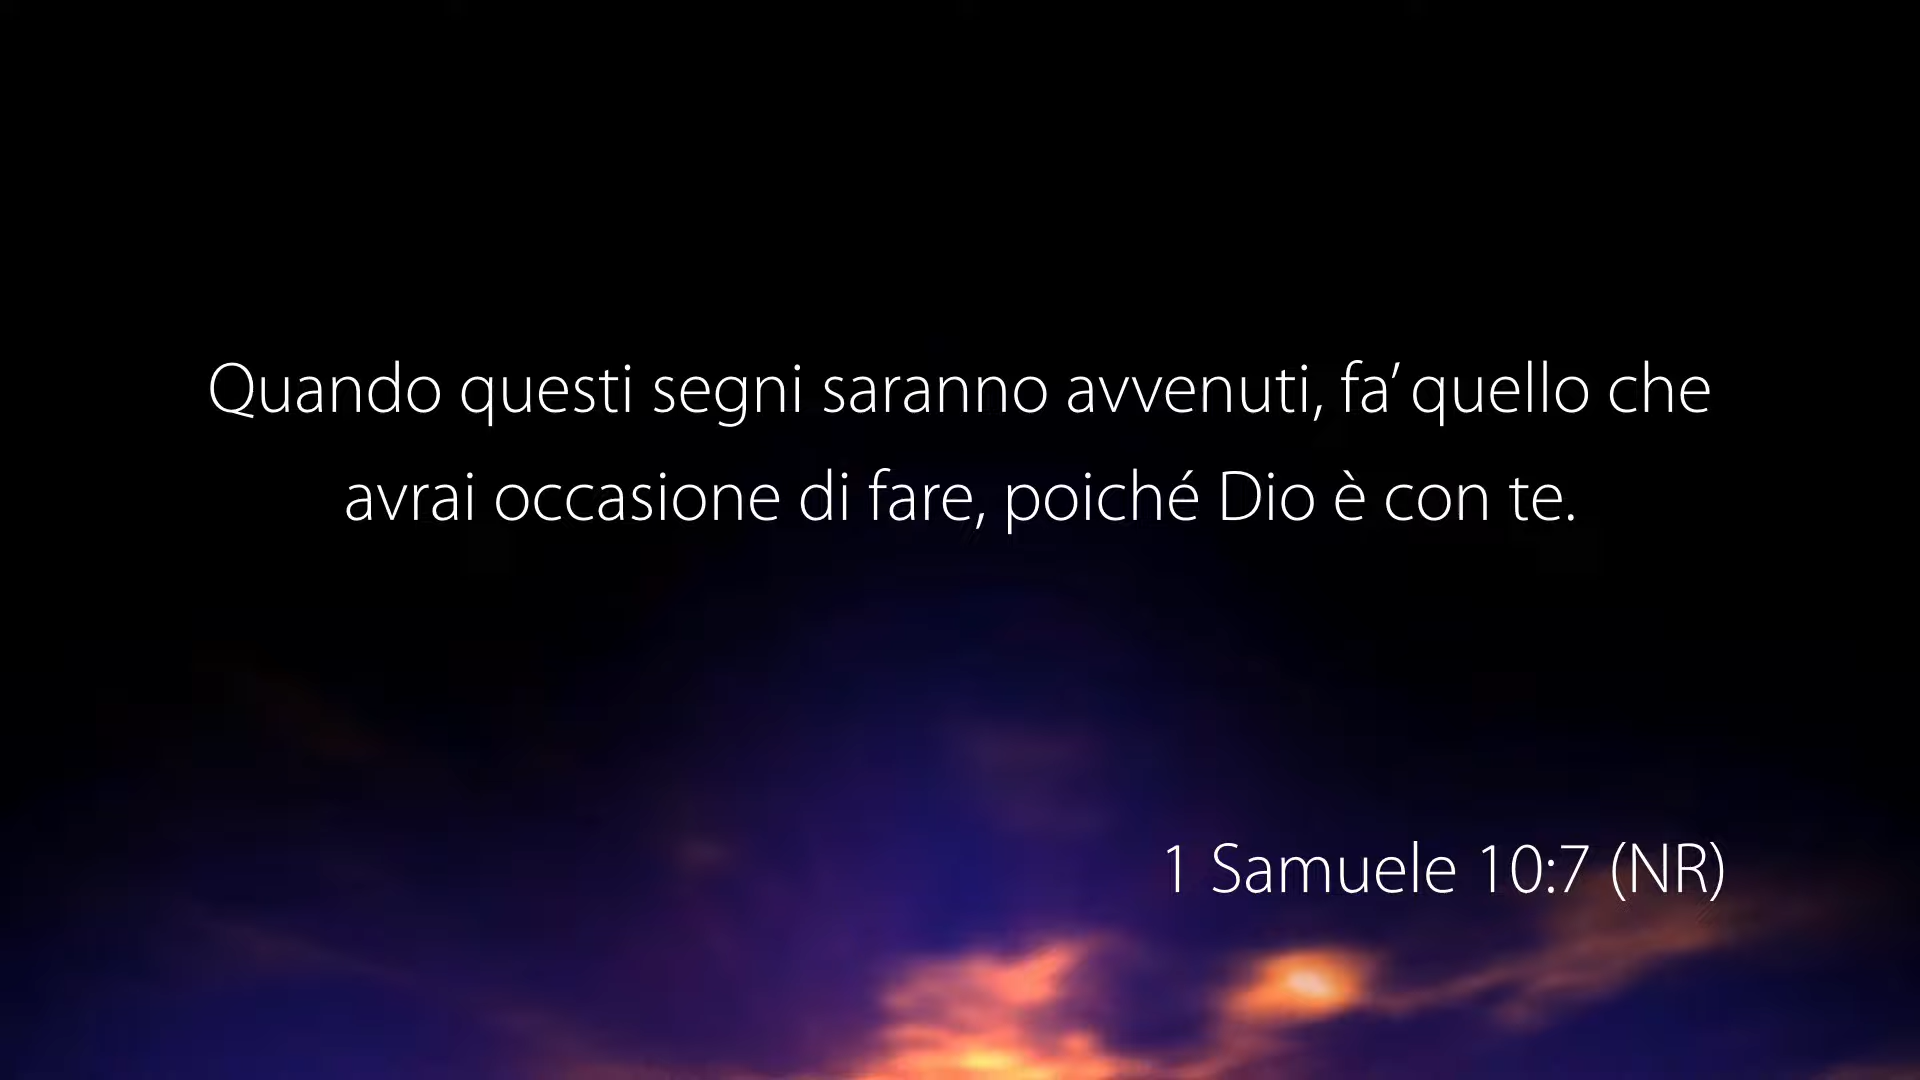 Quando questi segni saranno avvenuti, fa’ quello che
avrai occasione di fare, poiché Dio è con te.
1 Samuele 10:7 (NR)